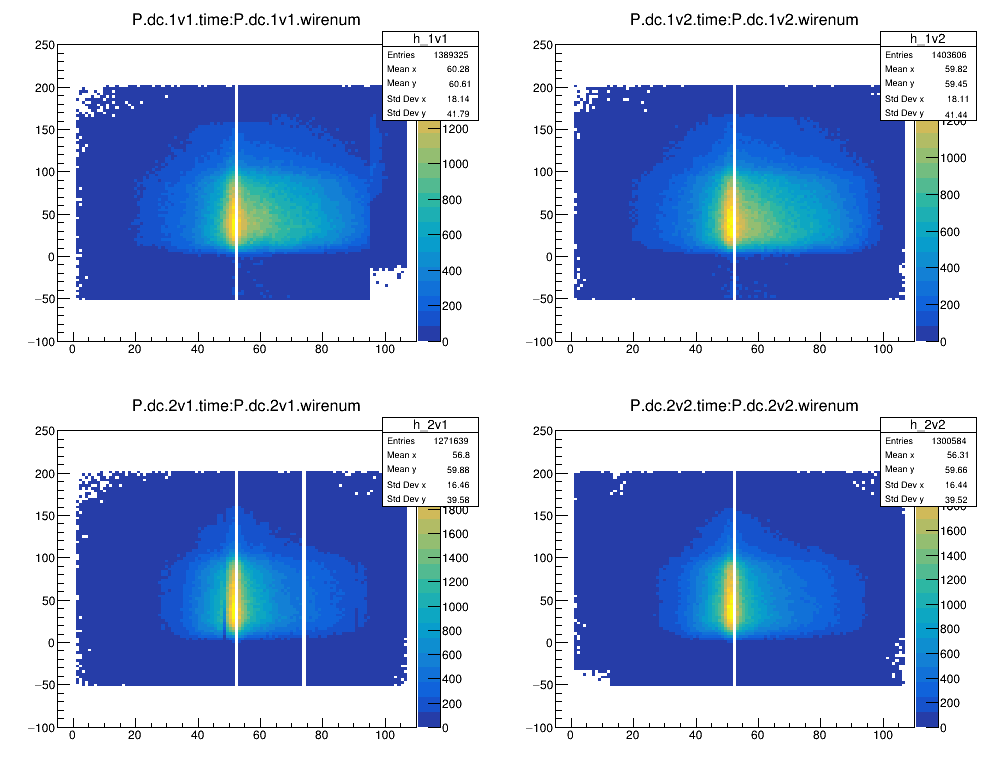 P.dc.1v1.time:P.dc.1v1.wirenum
h_1v1
Entries 1389325
Mean x 60.28
Mean y 60.61
Std Dev x 18.14
Std Dev y 41.79
250
200
150
100
50
0
−50
−100
0 20 40 60 80 100
1200
1000
800
600
400
200
0
P.dc.1v2.time:P.dc.1v2.wirenum
h_1v2
Entries 1403606
Mean x 59.82
Mean y 59.45
Std Dev x 18.11
Std Dev y 41.44
250
200
150
100
50
0
−50
−100
0 20 40 60 80 100
1200
1000
800
600
400
200
0
P.dc.2v1.time:P.dc.2v1.wirenum
h_2v1
Entries 1271639
Mean x 56.8
Mean y 59.88
Std Dev x 16.46
Std Dev y 39.58
250
200
150
100
50
0
−50
−100
0 20 40 60 80 100
1800
1600
1400
1200
1000
800
600
400
200
0
P.dc.2v2.time:P.dc.2v2.wirenum
h_2v2
Entries 1300584
Mean x 56.31
Mean y 59.66
Std Dev x 16.44
Std Dev y 39.52
250
200
150
100
50
0
−50
−100
0 20 40 60 80 100
1800
1600
1400
1200
1000
800
600
400
200
0